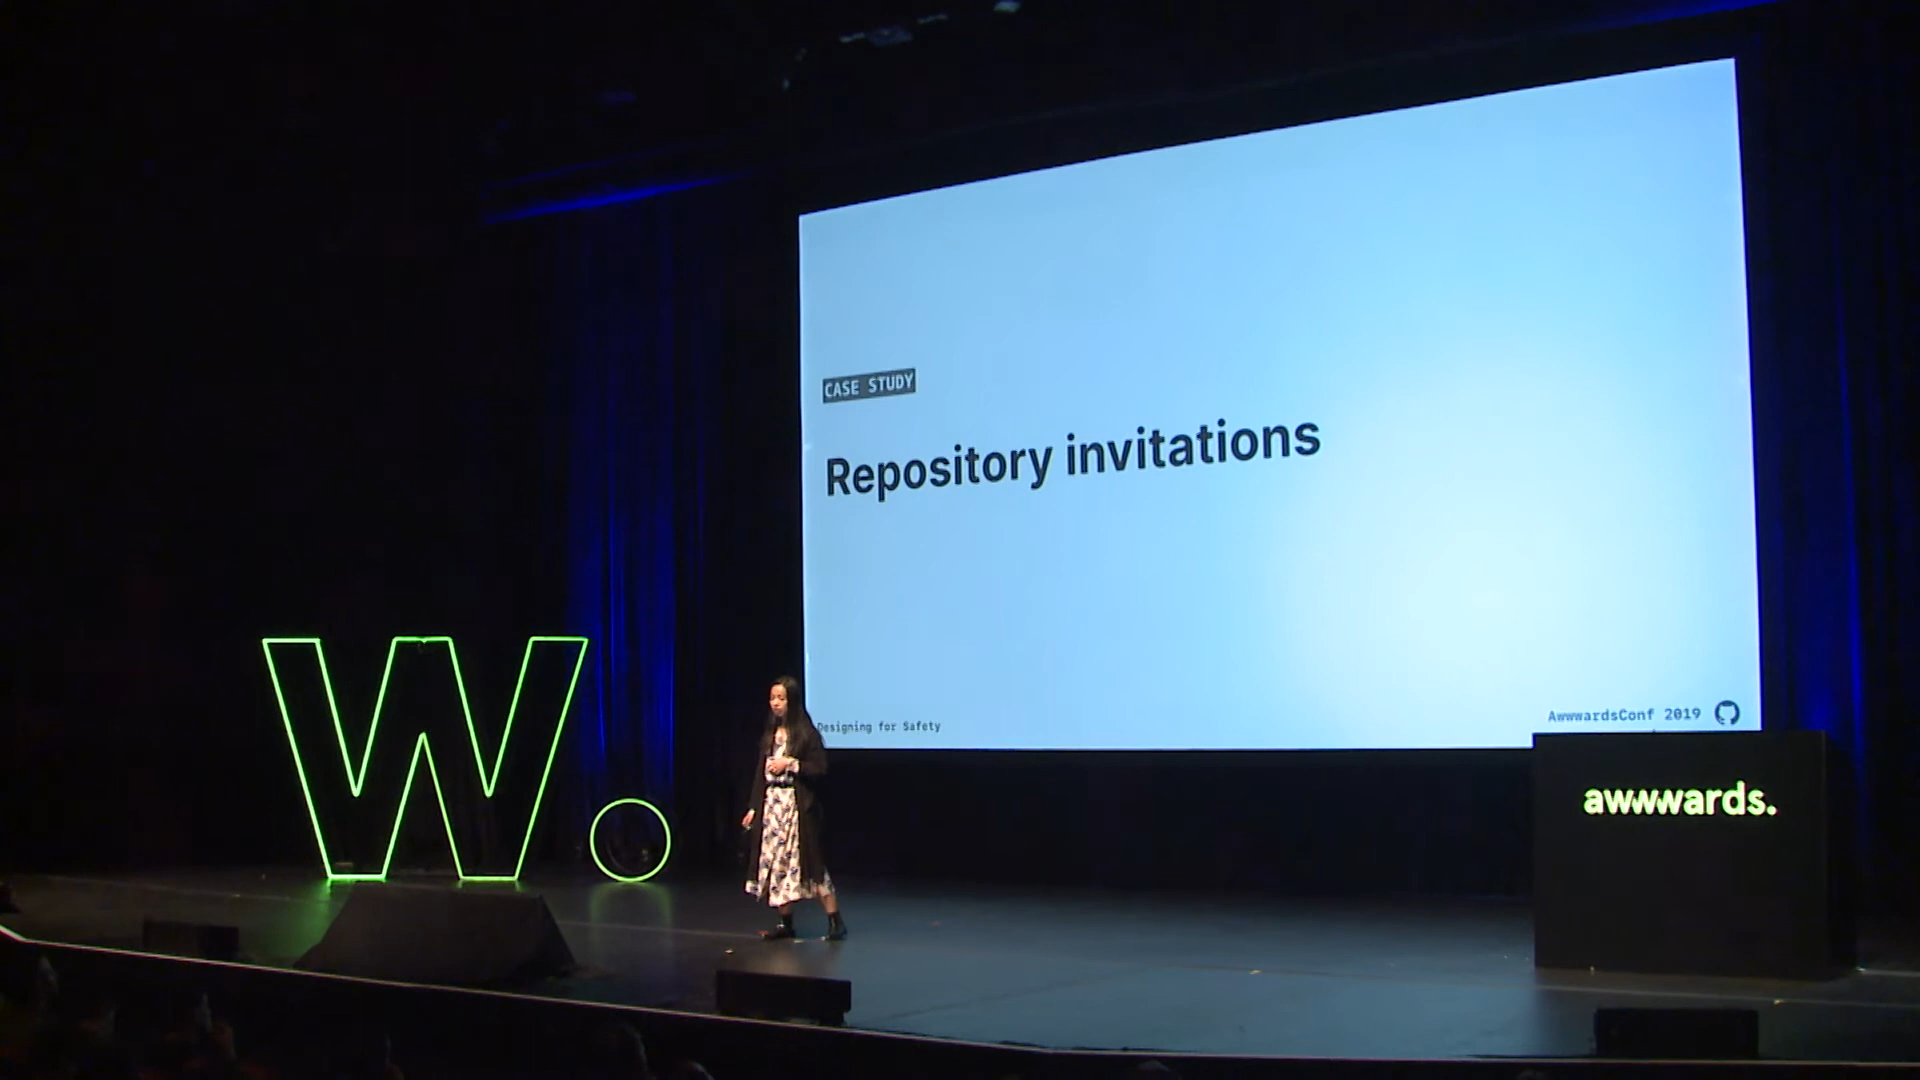 CASE STUDY
Repository invitations
Designing for Safety
AwwwardsConf 2019
W.
awwwards.